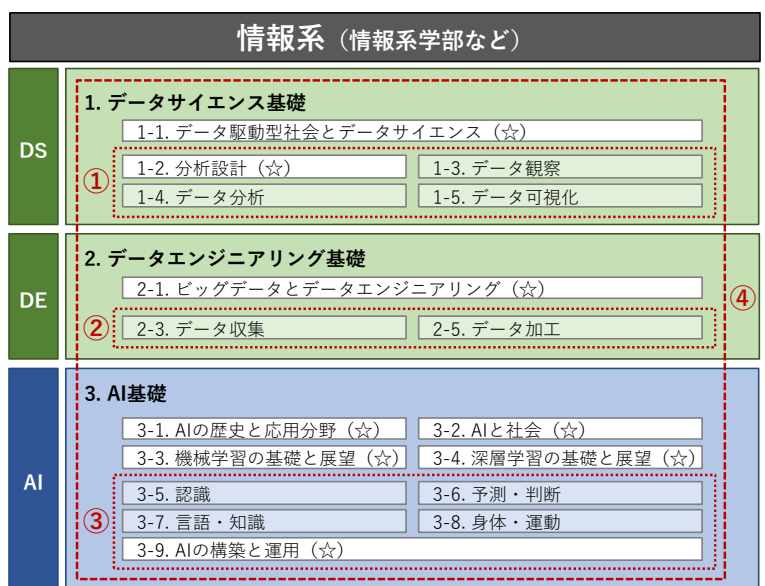 情報系（情報系学部など）
DS
1. データサイエンス基礎
1-1. データ駆動型社会とデータサイエンス（☆）
①
1-2. 分析設計（☆）
1-3. データ観察
1-4. データ分析
1-5. データ可視化
DE
2. データエンジニアリング基礎
2-1. ビッグデータとデータエンジニアリング（☆）
②
2-3. データ収集
2-5. データ加工
④
AI
3. AI基礎
3-1. AIの歴史と応用分野（☆）
3-2. AIと社会（☆）
3-3. 機械学習の基礎と展望（☆）
3-4. 深層学習の基礎と展望（☆）
③
3-5. 認識
3-6. 予測・判断
3-7. 言語・知識
3-8. 身体・運動
3-9. AIの構築と運用（☆）